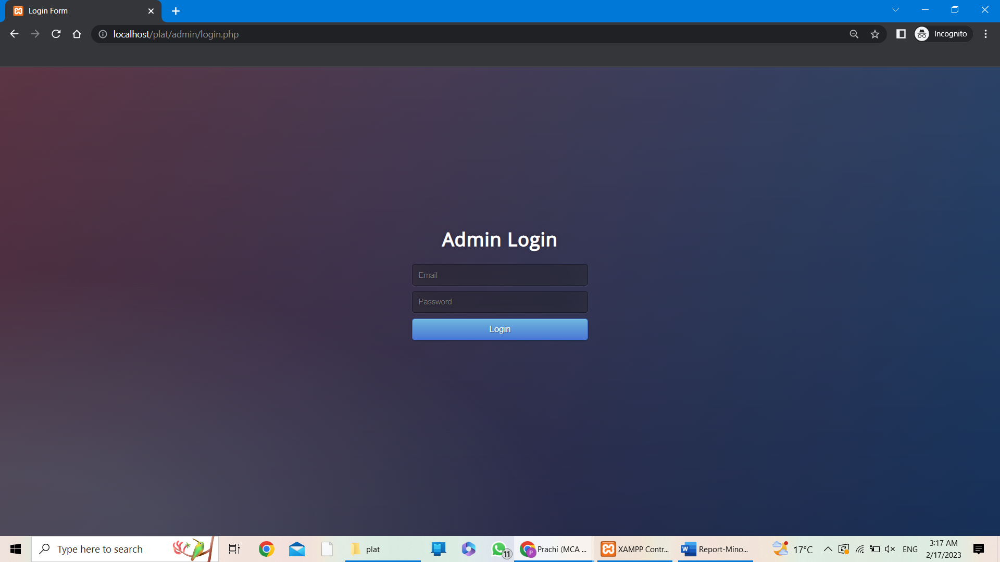 Login Form
localhost/plat/admin/login.php
Incognito
Admin Login
Email
Password
Login
Type here to search
plat
11
P
Prachi (MCA ...
XAMPP Contr...
W
Report-Mino...
17°C
ENG
3:17 AM
2/17/2023